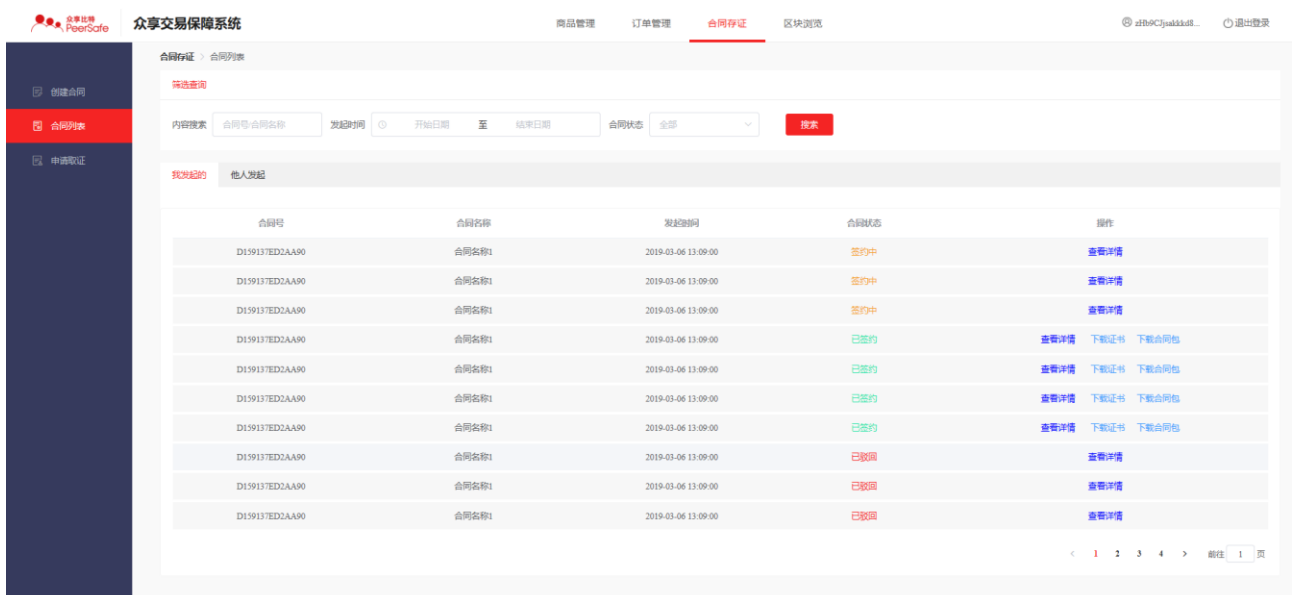 众享比特
PeerSafe
众享交易保障系统
商品管理 订单管理 合同存证 区块浏览
zHb9CJjsakkkd8... 退出登录
合同存证 > 合同列表
创建合同
合同列表
申请取证
筛选查询
内容搜索 合同号/合同名称 发起时间 开始日期 至 结束日期 合同状态 全部 搜索
我发起的 他人发起
合同号 合同名称 发起时间 合同状态 操作
D159137ED2AA90 合同名称1 2019-03-06 13:09:00 签约中 查看详情
D159137ED2AA90 合同名称1 2019-03-06 13:09:00 签约中 查看详情
D159137ED2AA90 合同名称1 2019-03-06 13:09:00 签约中 查看详情
D159137ED2AA90 合同名称1 2019-03-06 13:09:00 已签约 查看详情 下载证书 下载合同包
D159137ED2AA90 合同名称1 2019-03-06 13:09:00 已签约 查看详情 下载证书 下载合同包
D159137ED2AA90 合同名称1 2019-03-06 13:09:00 已签约 查看详情 下载证书 下载合同包
D159137ED2AA90 合同名称1 2019-03-06 13:09:00 已签约 查看详情 下载证书 下载合同包
D159137ED2AA90 合同名称1 2019-03-06 13:09:00 已驳回 查看详情
D159137ED2AA90 合同名称1 2019-03-06 13:09:00 已驳回 查看详情
D159137ED2AA90 合同名称1 2019-03-06 13:09:00 已驳回 查看详情
< 1 2 3 4 > 前往 1 页